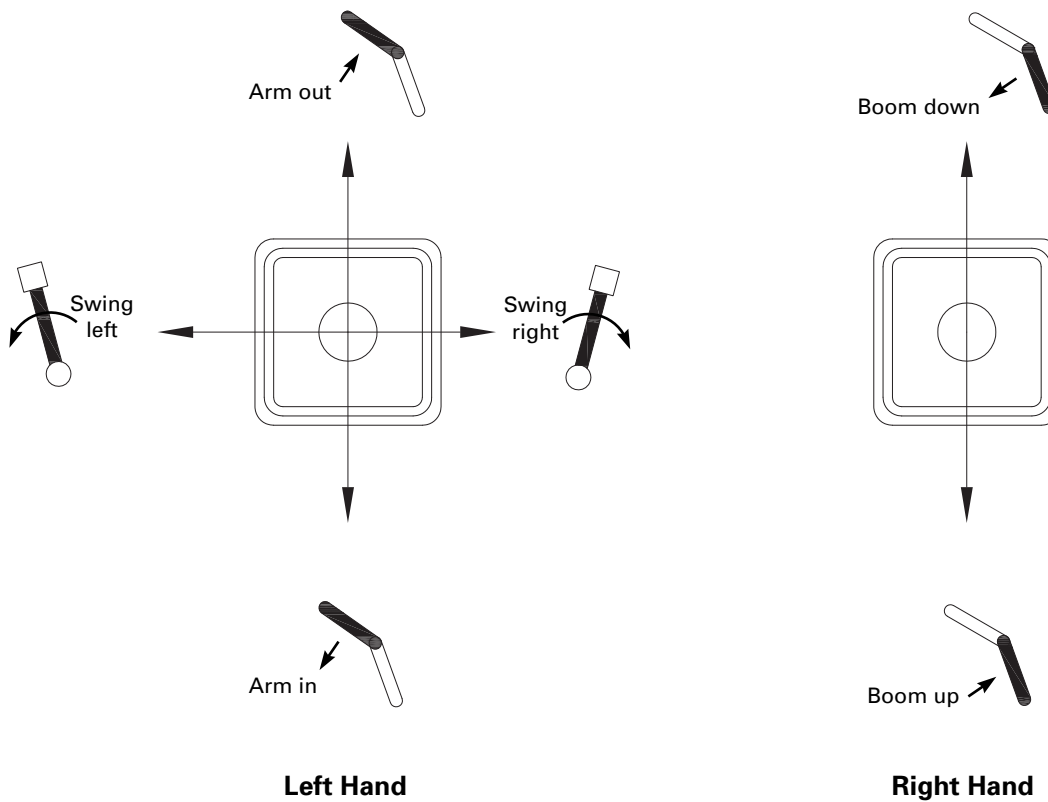 Arm out
Boom down
Swing
left
Swing
right
Arm in
Boom up
Left Hand
Right Hand